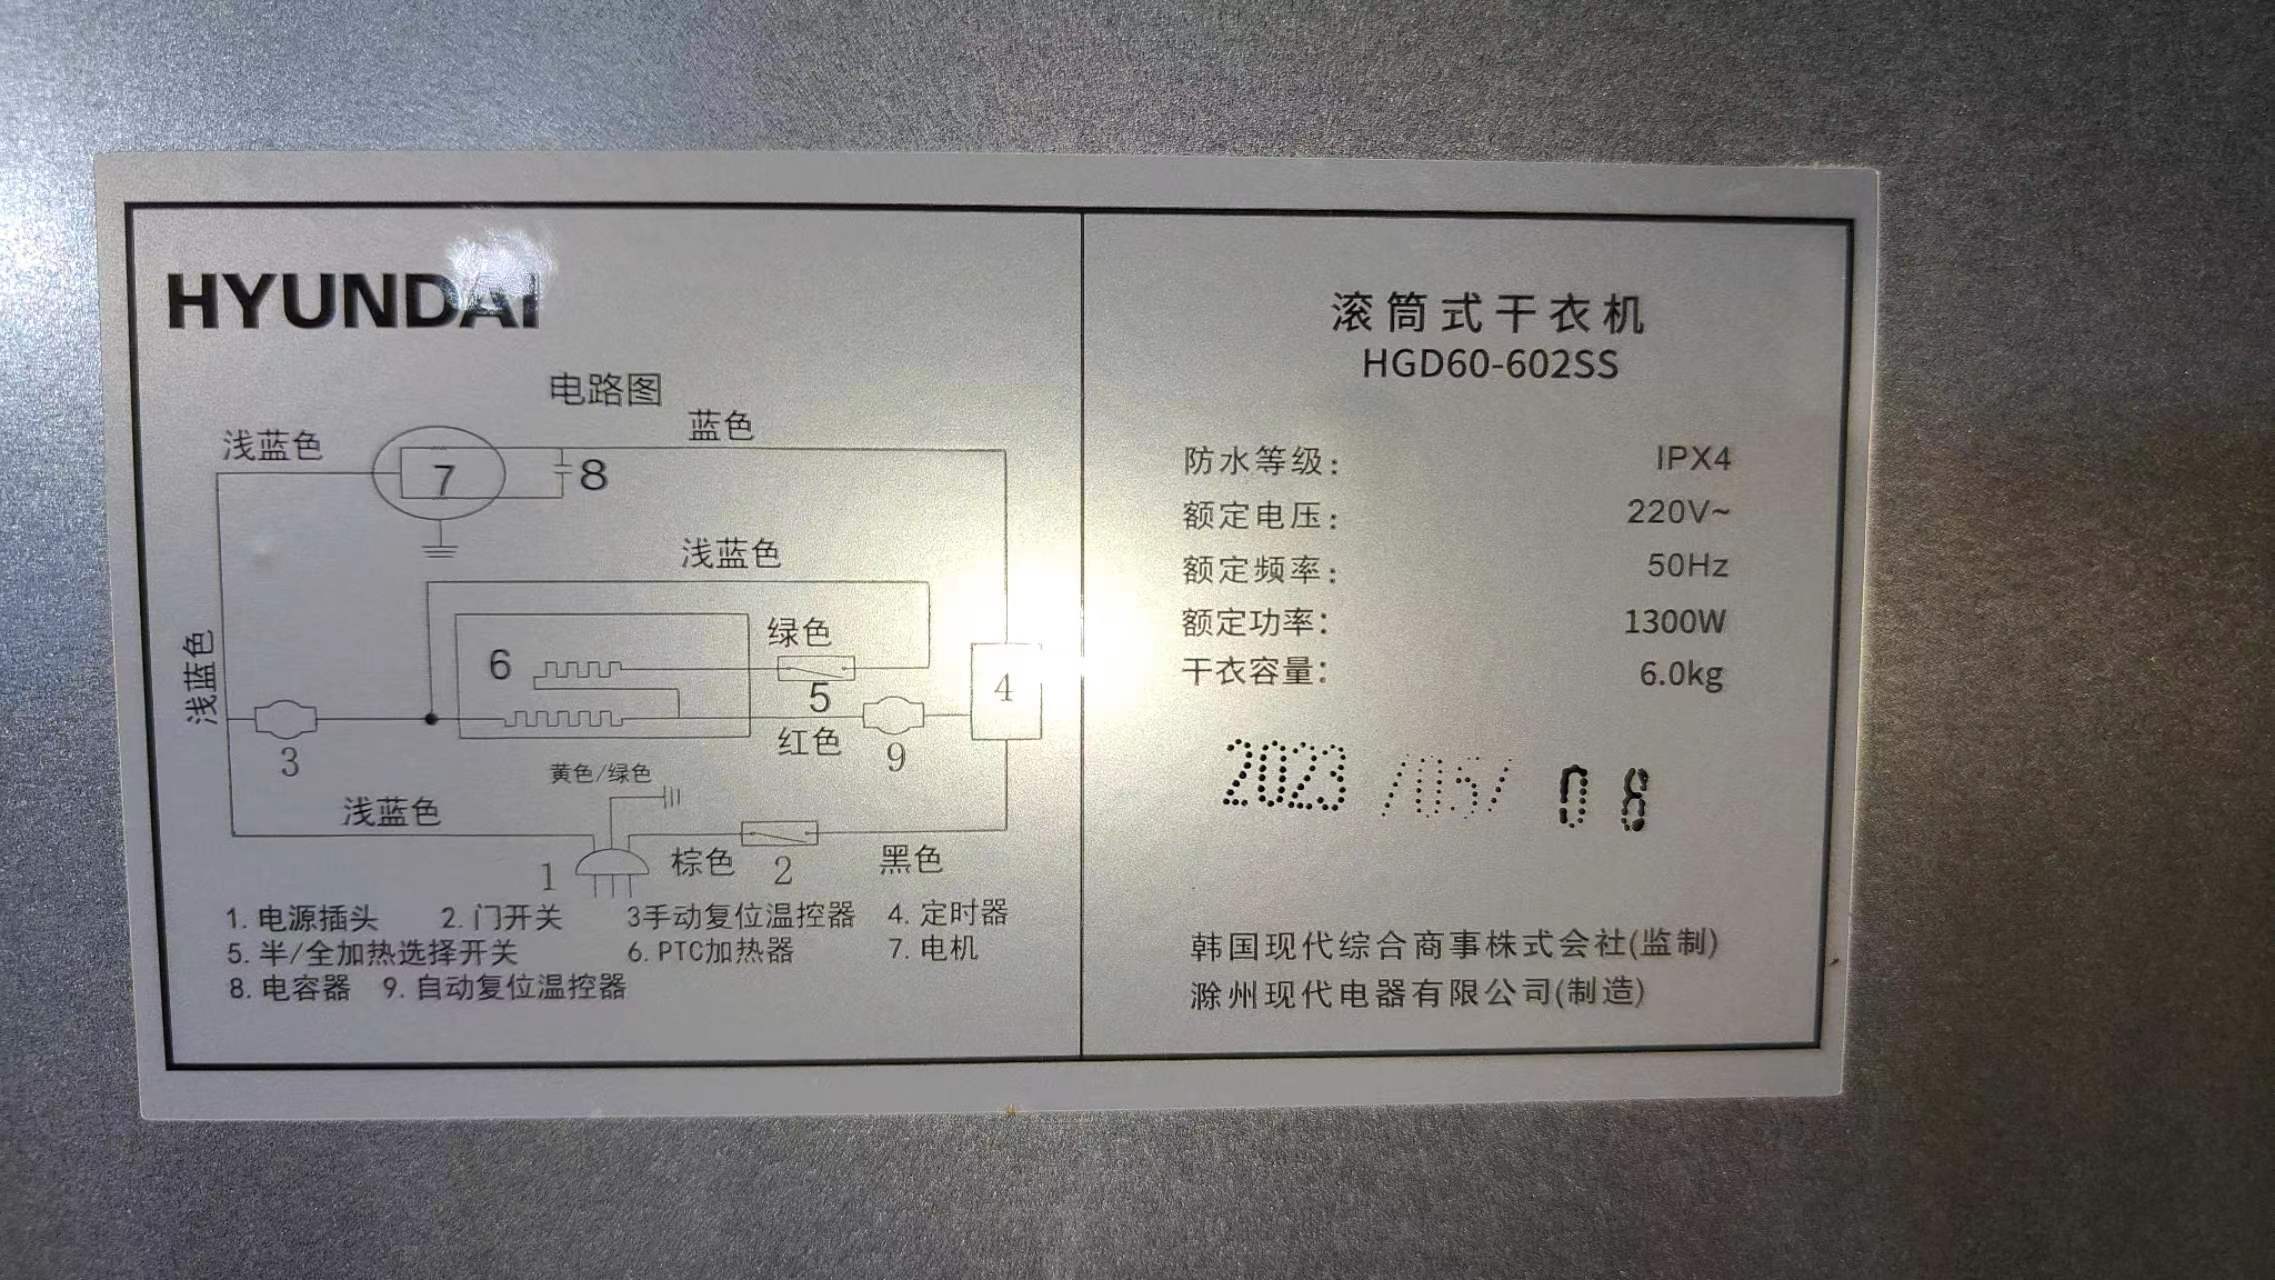 HYUNDAI
电路图
浅蓝色
蓝色
7
8
浅蓝色
浅蓝色
绿色
6
5
4
3
红色
9
黄色/绿色
浅蓝色
1
棕色
2
黑色
1. 电源插头 2. 门开关 3手动复位温控器 4. 定时器
5. 半/全加热选择开关 6. PTC加热器 7. 电机
8. 电容器 9. 自动复位温控器
滚筒式干衣机
HGD60-602SS
防水等级: IPX4
额定电压: 220V~
额定频率: 50Hz
额定功率: 1300W
干衣容量: 6.0kg
2023/05/08
韩国现代综合商事株式会社(监制)
滁州现代电器有限公司(制造)